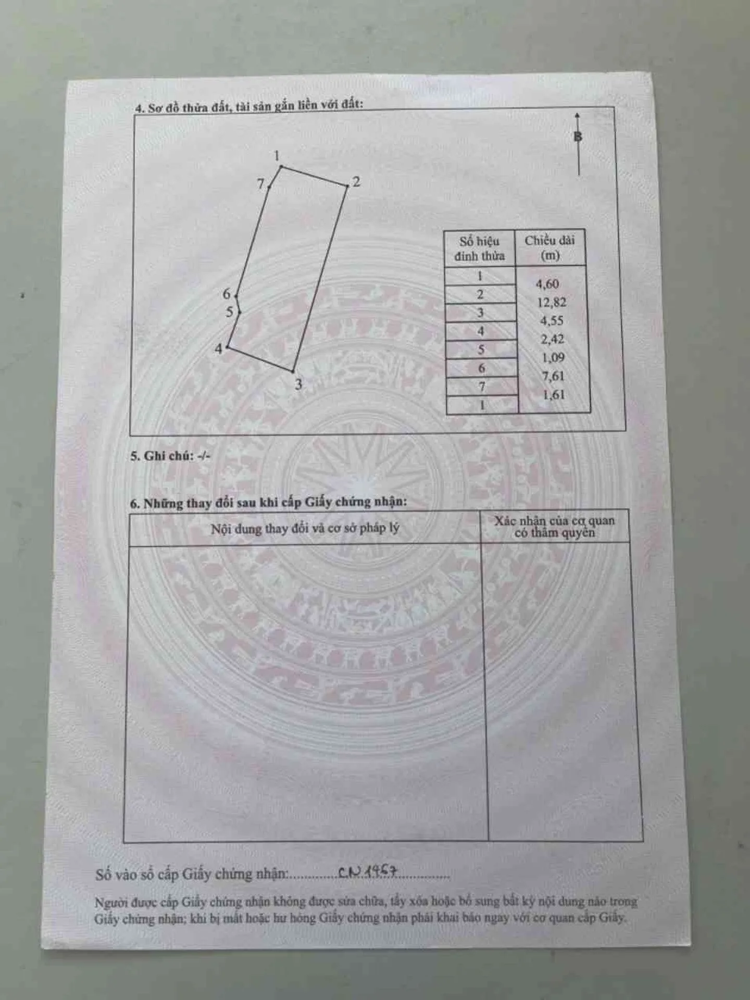 4. Sơ đồ thửa đất, tài sản gắn liền với đất:
B
1
2
7
6
5
4
3
Số hiệu đỉnh thửa
Chiều dài (m)
1
4,60
2
12,82
3
4,55
4
2,42
5
1,09
6
7,61
7
1,61
1
5. Ghi chú: -/-
6. Những thay đổi sau khi cấp Giấy chứng nhận:
Nội dung thay đổi và cơ sở pháp lý
Xác nhận của cơ quan có thẩm quyền
Số vào sổ cấp Giấy chứng nhận:..............CN1967...............
Người được cấp Giấy chứng nhận không được sửa chữa, tẩy xóa hoặc bổ sung bất kỳ nội dung nào trong
Giấy chứng nhận; khi bị mất hoặc hư hỏng Giấy chứng nhận phải khai báo ngay với cơ quan cấp Giấy.